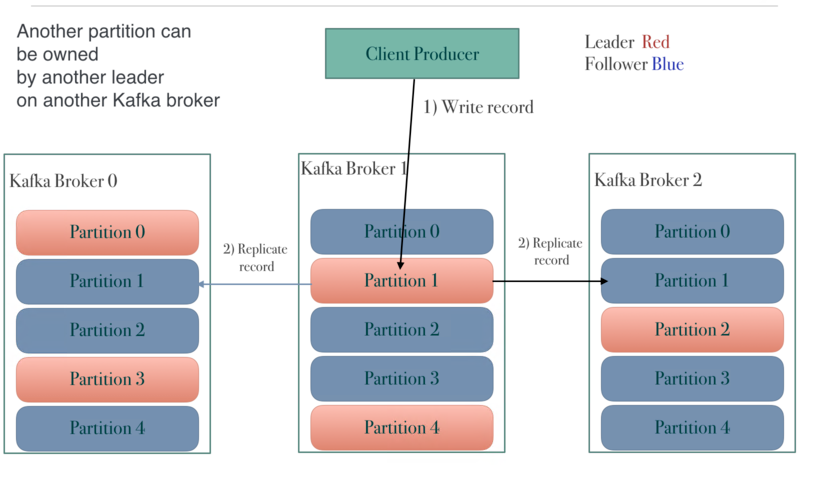 Another partition can
be owned
by another leader
on another Kafka broker
Client Producer
Leader Red
Follower Blue
1) Write record
Kafka Broker 0
Partition 0
Partition 1
Partition 2
Partition 3
Partition 4
2) Replicate
record
Kafka Broker 1
Partition 0
Partition 1
Partition 2
Partition 3
Partition 4
2) Replicate
record
Kafka Broker 2
Partition 0
Partition 1
Partition 2
Partition 3
Partition 4